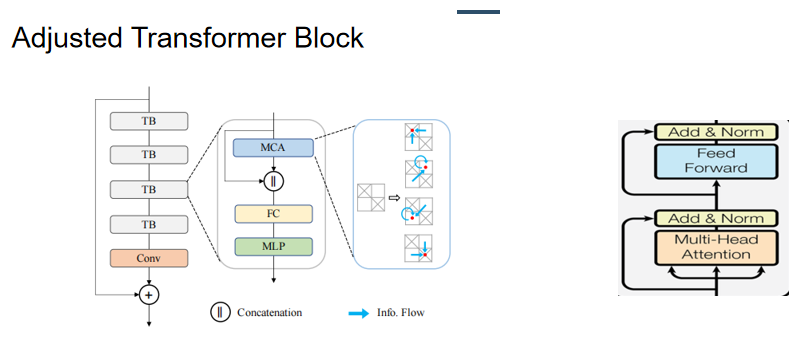 Adjusted Transformer Block
TB
TB
TB
TB
Conv
+
MCA
||
FC
MLP
|| Concatenation
Info. Flow
Add & Norm
Feed
Forward
Add & Norm
Multi-Head
Attention